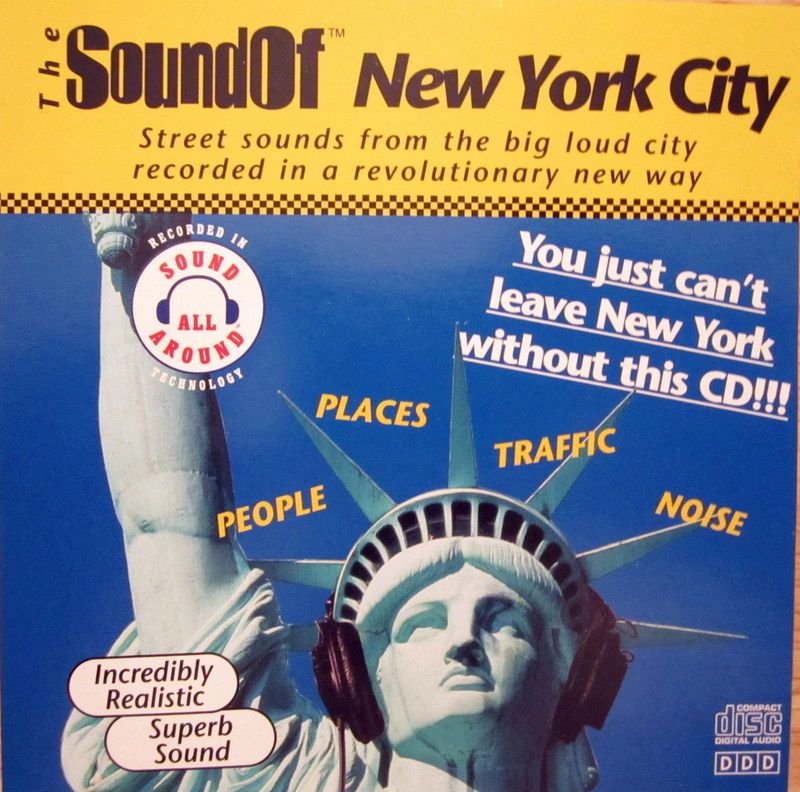 The SoundOf™ New York City
Street sounds from the big loud city
recorded in a revolutionary new way
RECORDED IN
SOUND
ALL
AROUND™
TECHNOLOGY
You just can't
leave New York
without this CD!!!
PLACES
TRAFFIC
PEOPLE
NOISE
Incredibly
Realistic
Superb
Sound
COMPACT
disc
DIGITAL AUDIO
DDD